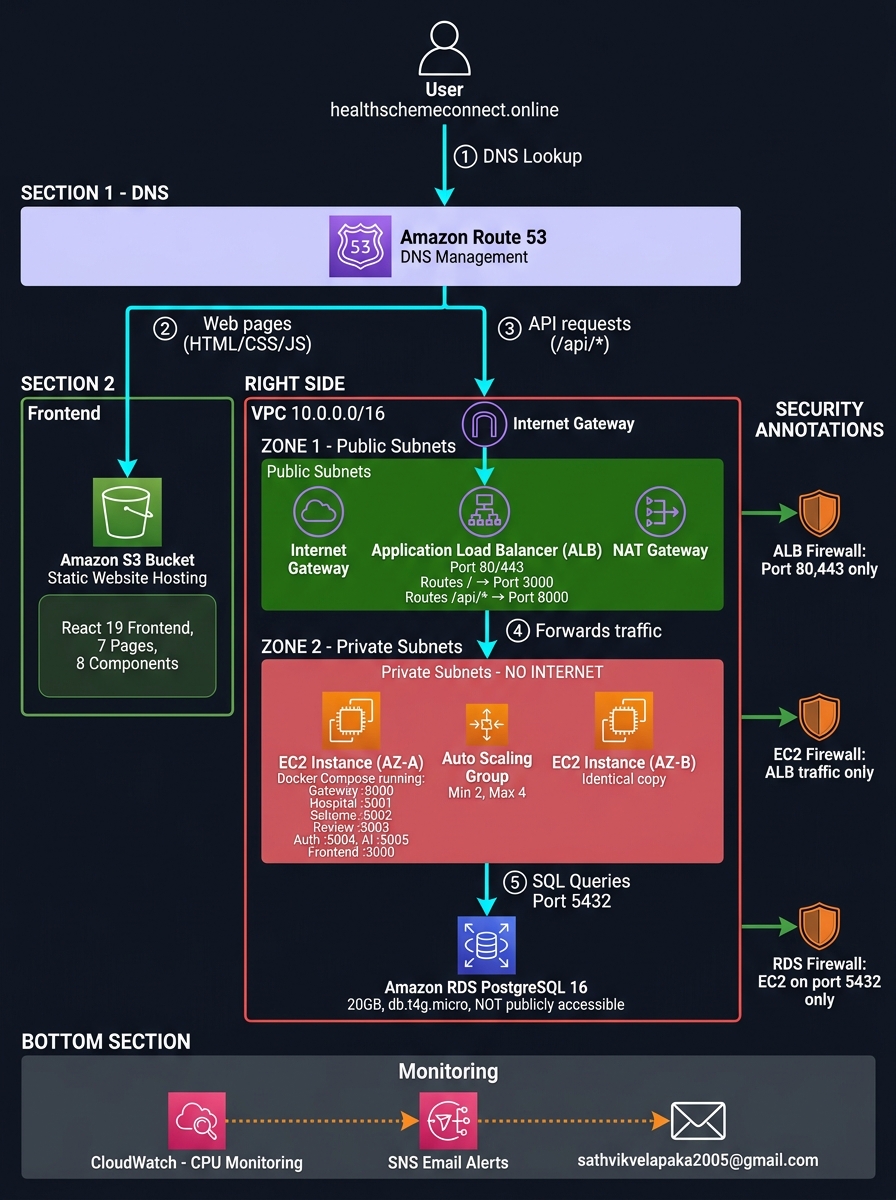 User
healthschemeconnect.online
① DNS Lookup
SECTION 1 - DNS
53
Amazon Route 53
DNS Management
② Web pages
(HTML/CSS/JS)
③ API requests
(/api/*)
SECTION 2
Frontend
Amazon S3 Bucket
Static Website Hosting
React 19 Frontend,
7 Pages,
8 Components
RIGHT SIDE
VPC 10.0.0.0/16
Internet Gateway
ZONE 1 - Public Subnets
Public Subnets
Internet
Gateway
Application Load Balancer (ALB)
Port 80/443
Routes / → Port 3000
Routes /api/* → Port 8000
NAT Gateway
④ Forwards traffic
ZONE 2 - Private Subnets
Private Subnets - NO INTERNET
EC2 Instance (AZ-A)
Docker Compose running:
Gateway :8000
Hospital :5001
:5002
Review :
Auth :5004, AI :5005
Frontend :3000
Auto Scaling
Group
Min 2, Max 4
EC2 Instance (AZ-B)
Identical copy
⑤ SQL Queries
Port 5432
Amazon RDS PostgreSQL 16
20GB, db.t4g.micro, NOT publicly accessible
SECURITY
ANNOTATIONS
ALB Firewall:
Port 80,443 only
EC2 Firewall:
ALB traffic only
RDS Firewall:
EC2 on port 5432
only
BOTTOM SECTION
Monitoring
CloudWatch - CPU Monitoring
SNS Email Alerts
sathvikvelapaka2005@gmail.com